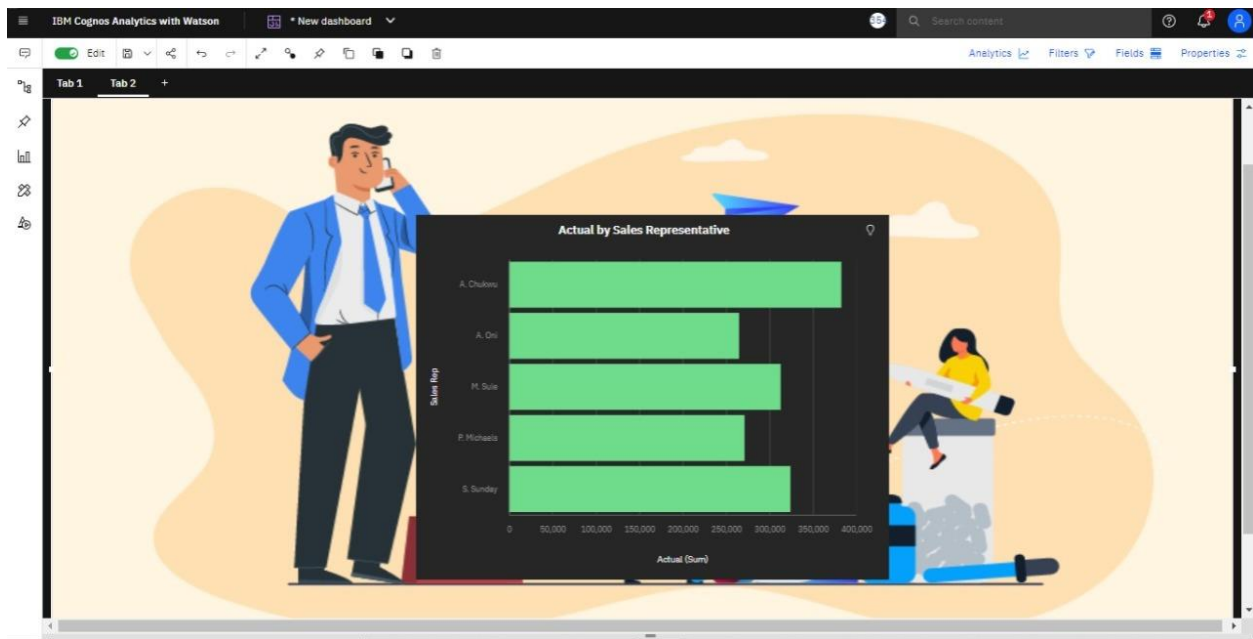 IBM Cognos Analytics with Watson
* New dashboard
Search content
1
Edit
Analytics
Filters
Fields
Properties
Tab 1
Tab 2
+
Actual by Sales Representative
Sales Rep
A. Chukwu
A. Oni
M. Sule
P. Michaels
S. Sunday
0 50,000 100,000 150,000 200,000 250,000 300,000 350,000 400,000
Actual (Sum)